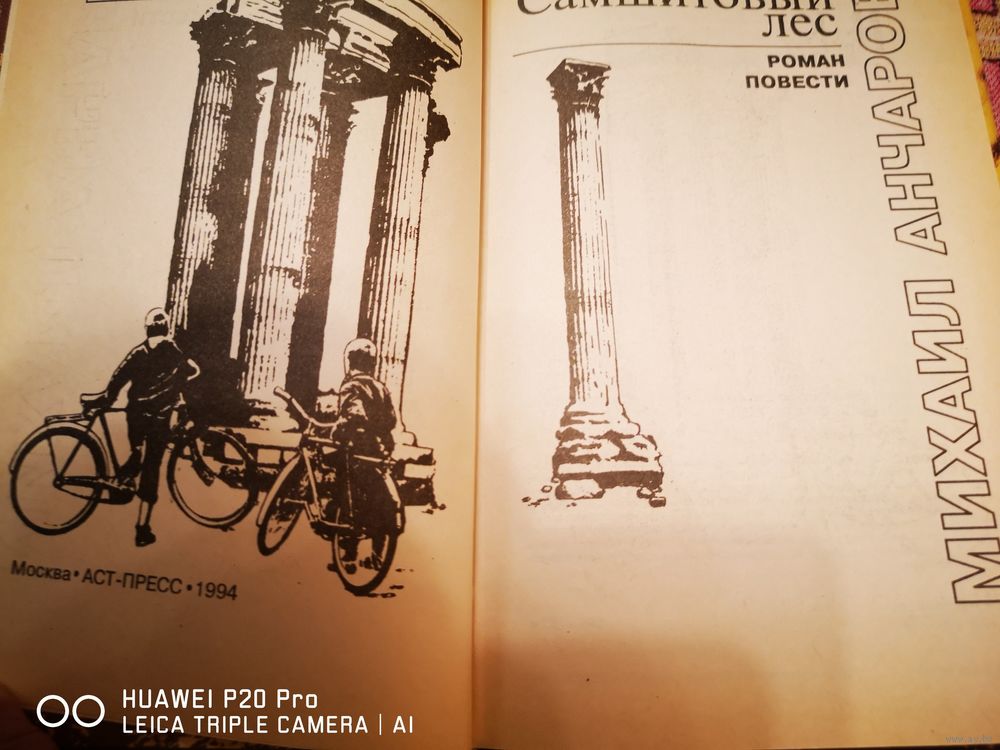 Москва • АСТ-ПРЕСС • 1994
Самшитовый
лес
РОМАН
ПОВЕСТИ
МИХАИЛ АНЧАРОВ
HUAWEI P20 Pro
LEICA TRIPLE CAMERA | AI